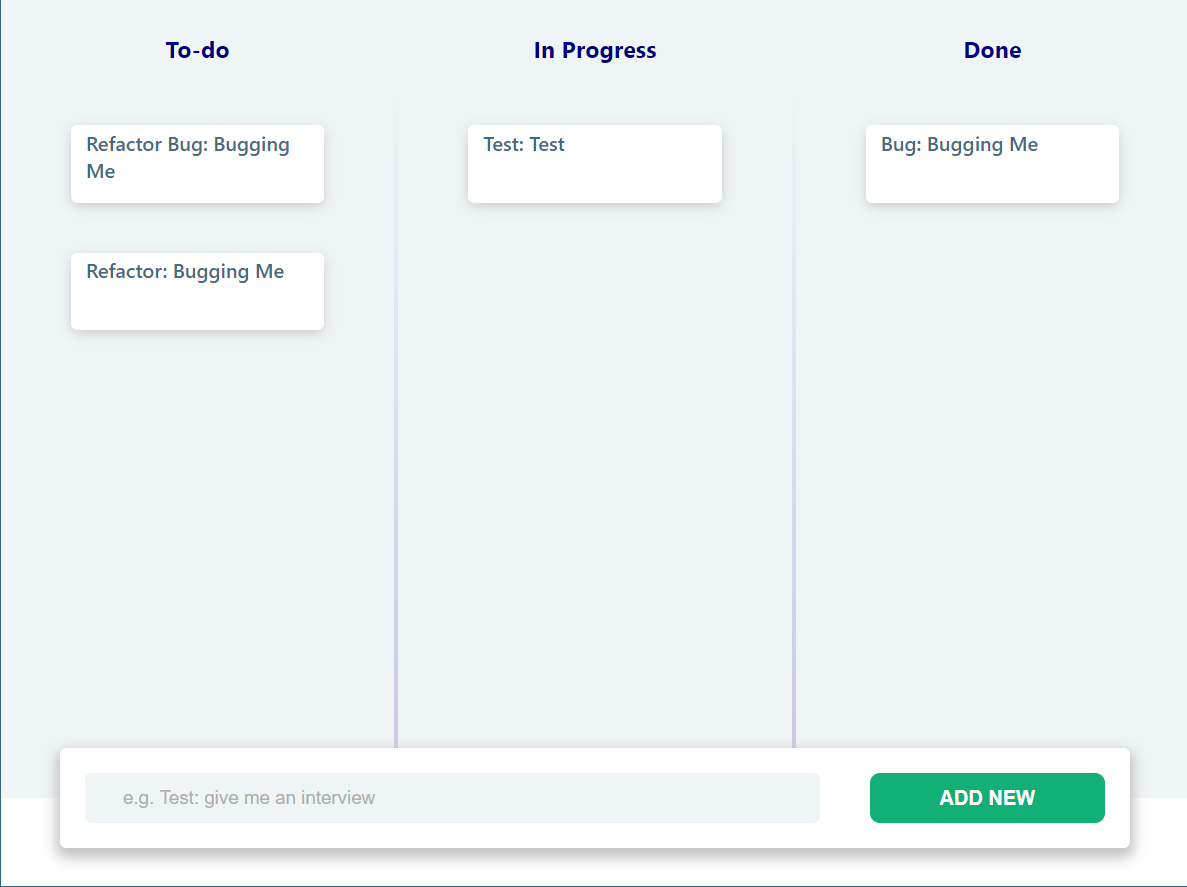 To-do
In Progress
Done
Refactor Bug: Bugging
Me
Test: Test
Bug: Bugging Me
Refactor: Bugging Me
e.g. Test: give me an interview
ADD NEW